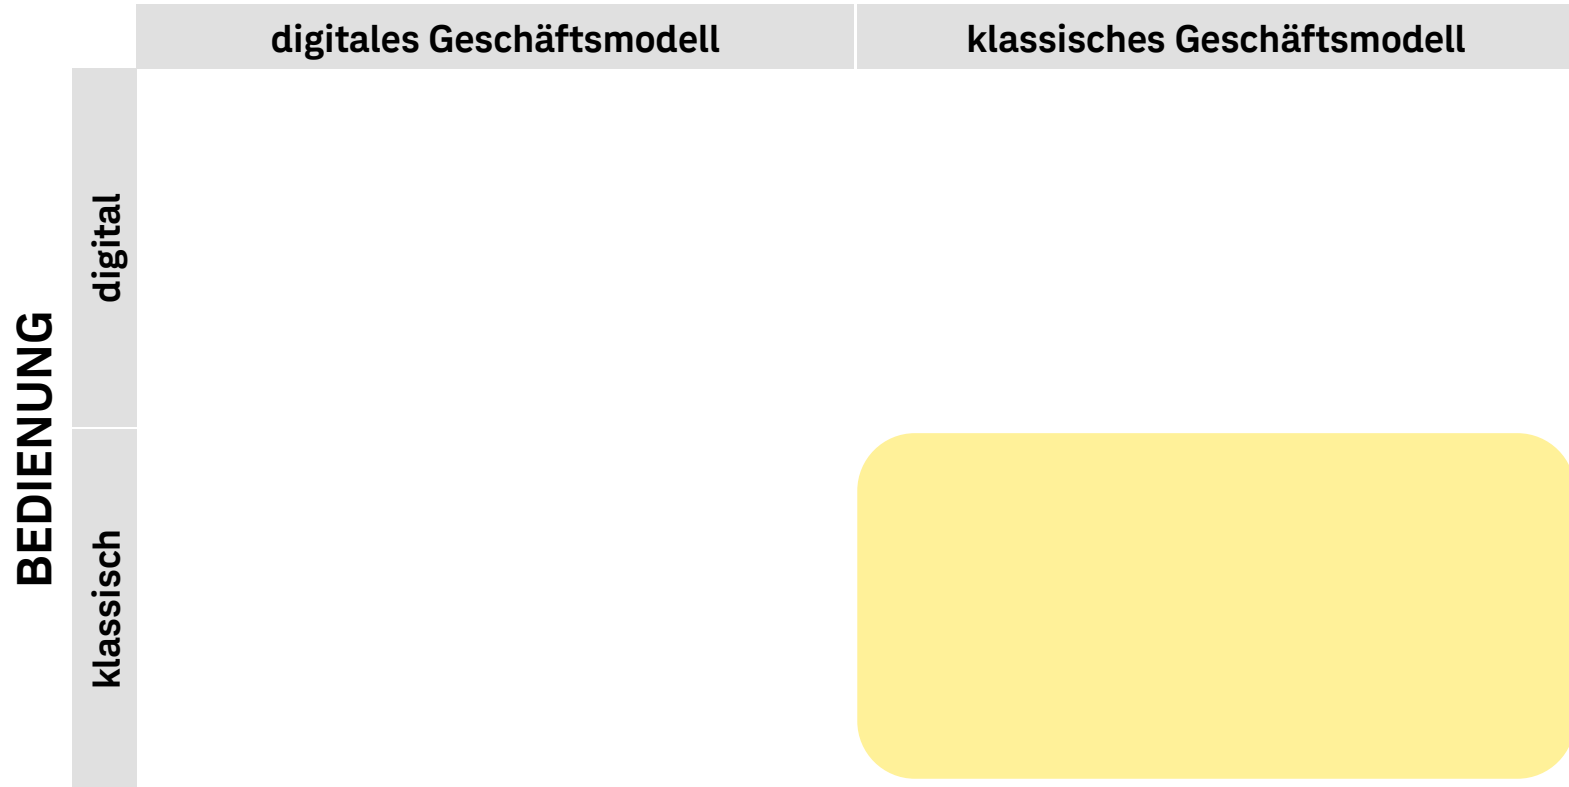 digitales Geschäftsmodell
klassisches Geschäftsmodell
BEDIENUNG
digital
klassisch